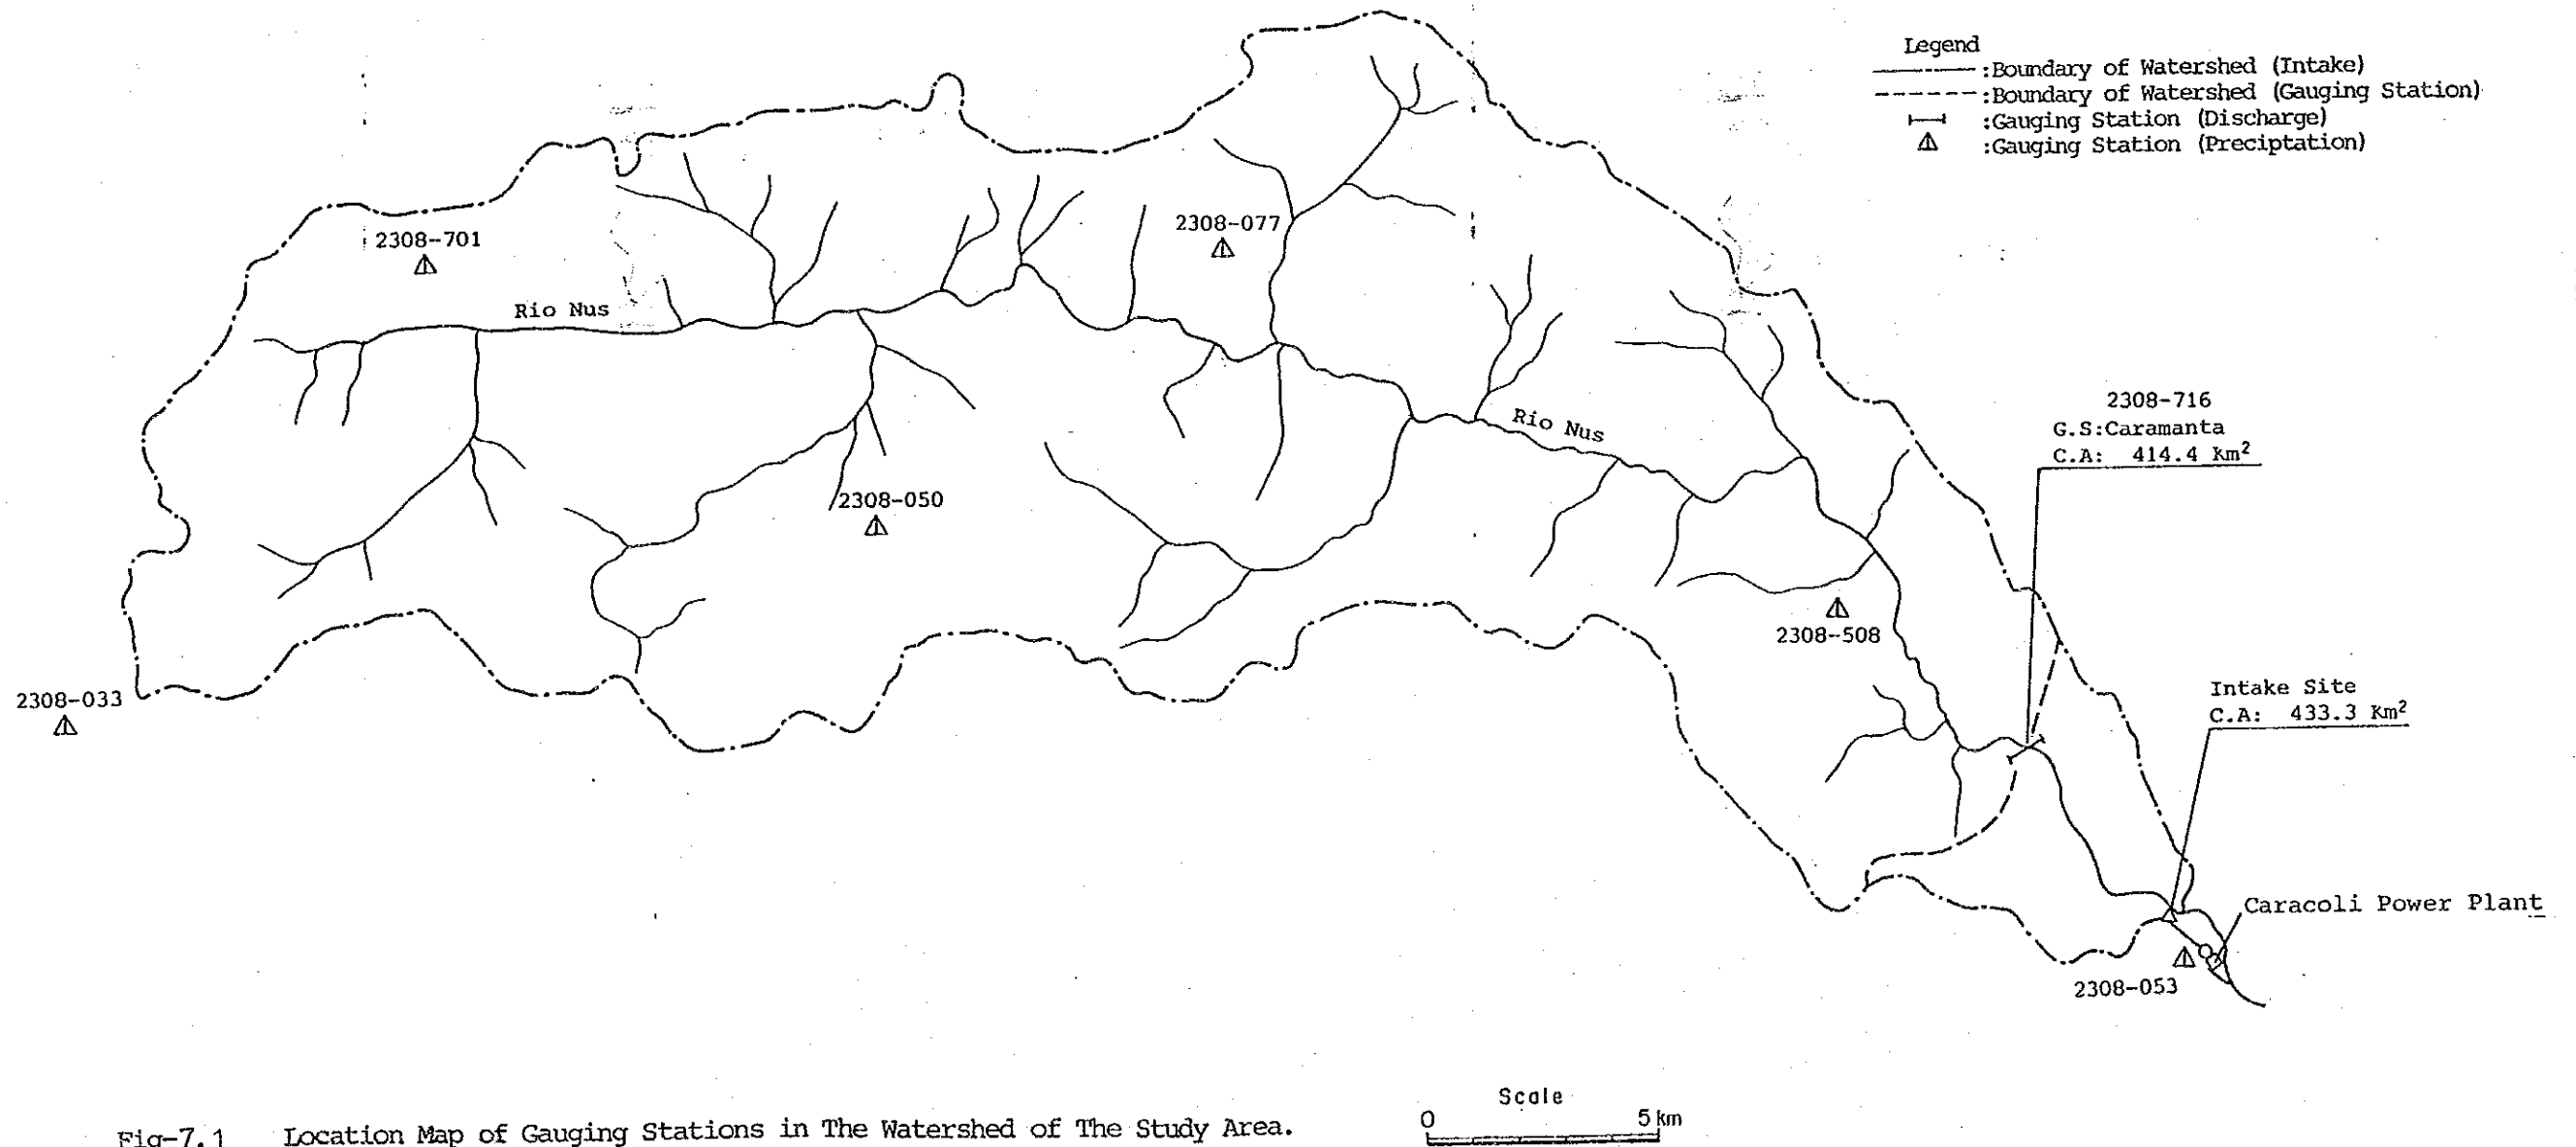 Legend
:Boundary of Watershed (Intake)
:Boundary of Watershed (Gauging Station)
:Gauging Station (Discharge)
:Gauging Station (Preciptation)
2308-701
2308-077
Rio Nus
Rio Nus
2308-716
G.S:Caramanta
C.A: 414.4 Km²
2308-050
2308-508
2308-033
Intake Site
C.A: 433.3 Km²
Caracoli Power Plant
2308-053
Scale
0 5 km
Fig-7.1 Location Map of Gauging Stations in The Watershed of The Study Area.